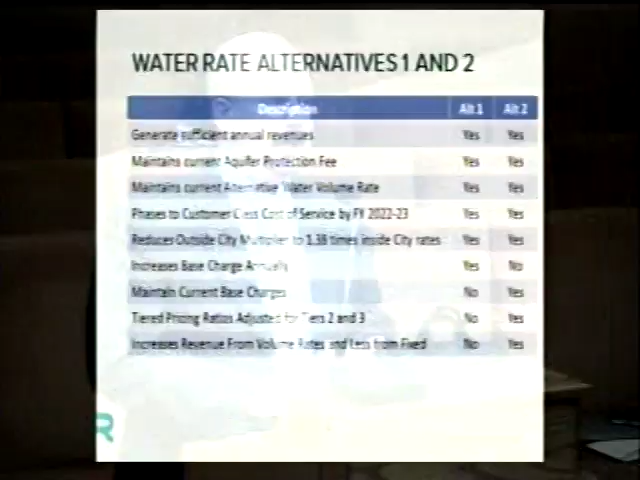 WATER RATE ALTERNATIVES 1 AND 2
Description Alt 1 Alt 2
Generate sufficient annual revenues Yes Yes
Maintains current Aquifer Protection Fee Yes Yes
Maintains current Alternative Water Volume Rate Yes Yes
Phases to Customer Class Cost of Service by FY 2022-23 Yes Yes
Reduces Outside City Multiplier to 1.38 times inside City rates Yes Yes
Increases Base Charge Annually Yes No
Maintain Current Base Charges No Yes
Tiered Pricing Ratios Adjusted for Tiers 2 and 3 No Yes
Increases Revenue From Volume Rates and Less from Fixed No Yes
R